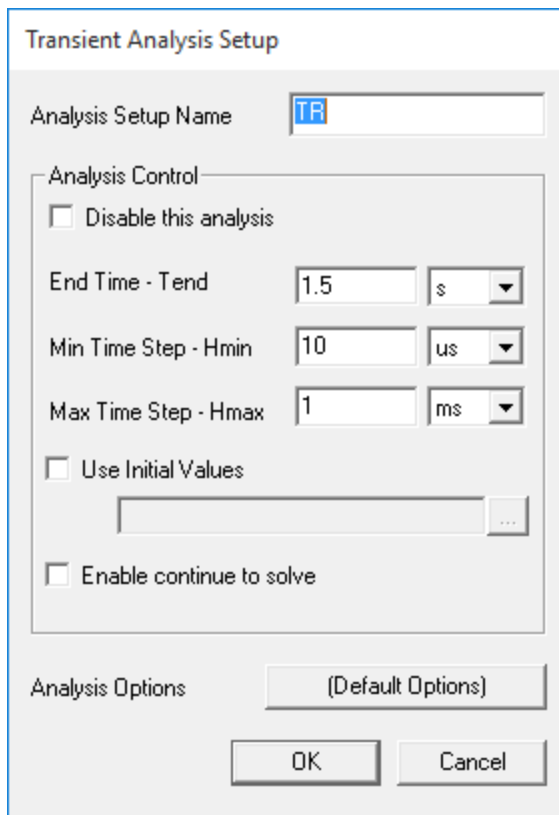 Transient Analysis Setup
Analysis Setup Name TR
Analysis Control
Disable this analysis
End Time - Tend 1.5 s
Min Time Step - Hmin 10 us
Max Time Step - Hmax 1 ms
Use Initial Values
...
Enable continue to solve
Analysis Options (Default Options)
OK Cancel